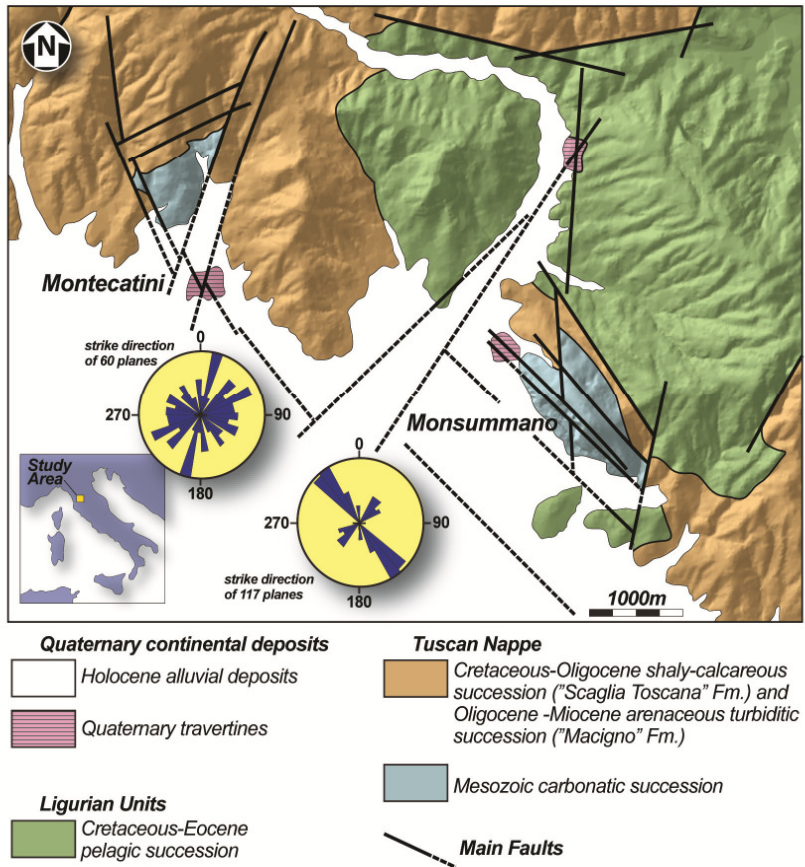 N
Montecatini
strike direction
of 60 planes
0
270
90
180
Monsummano
0
270
90
180
strike direction
of 117 planes
Study
Area
1000m
Quaternary continental deposits
Holocene alluvial deposits
Quaternary travertines
Ligurian Units
Cretaceous-Eocene
pelagic succession
Tuscan Nappe
Cretaceous-Oligocene shaly-calcareous
succession ("Scaglia Toscana" Fm.) and
Oligocene -Miocene arenaceous turbiditic
succession ("Macigno" Fm.)
Mesozoic carbonatic succession
Main Faults